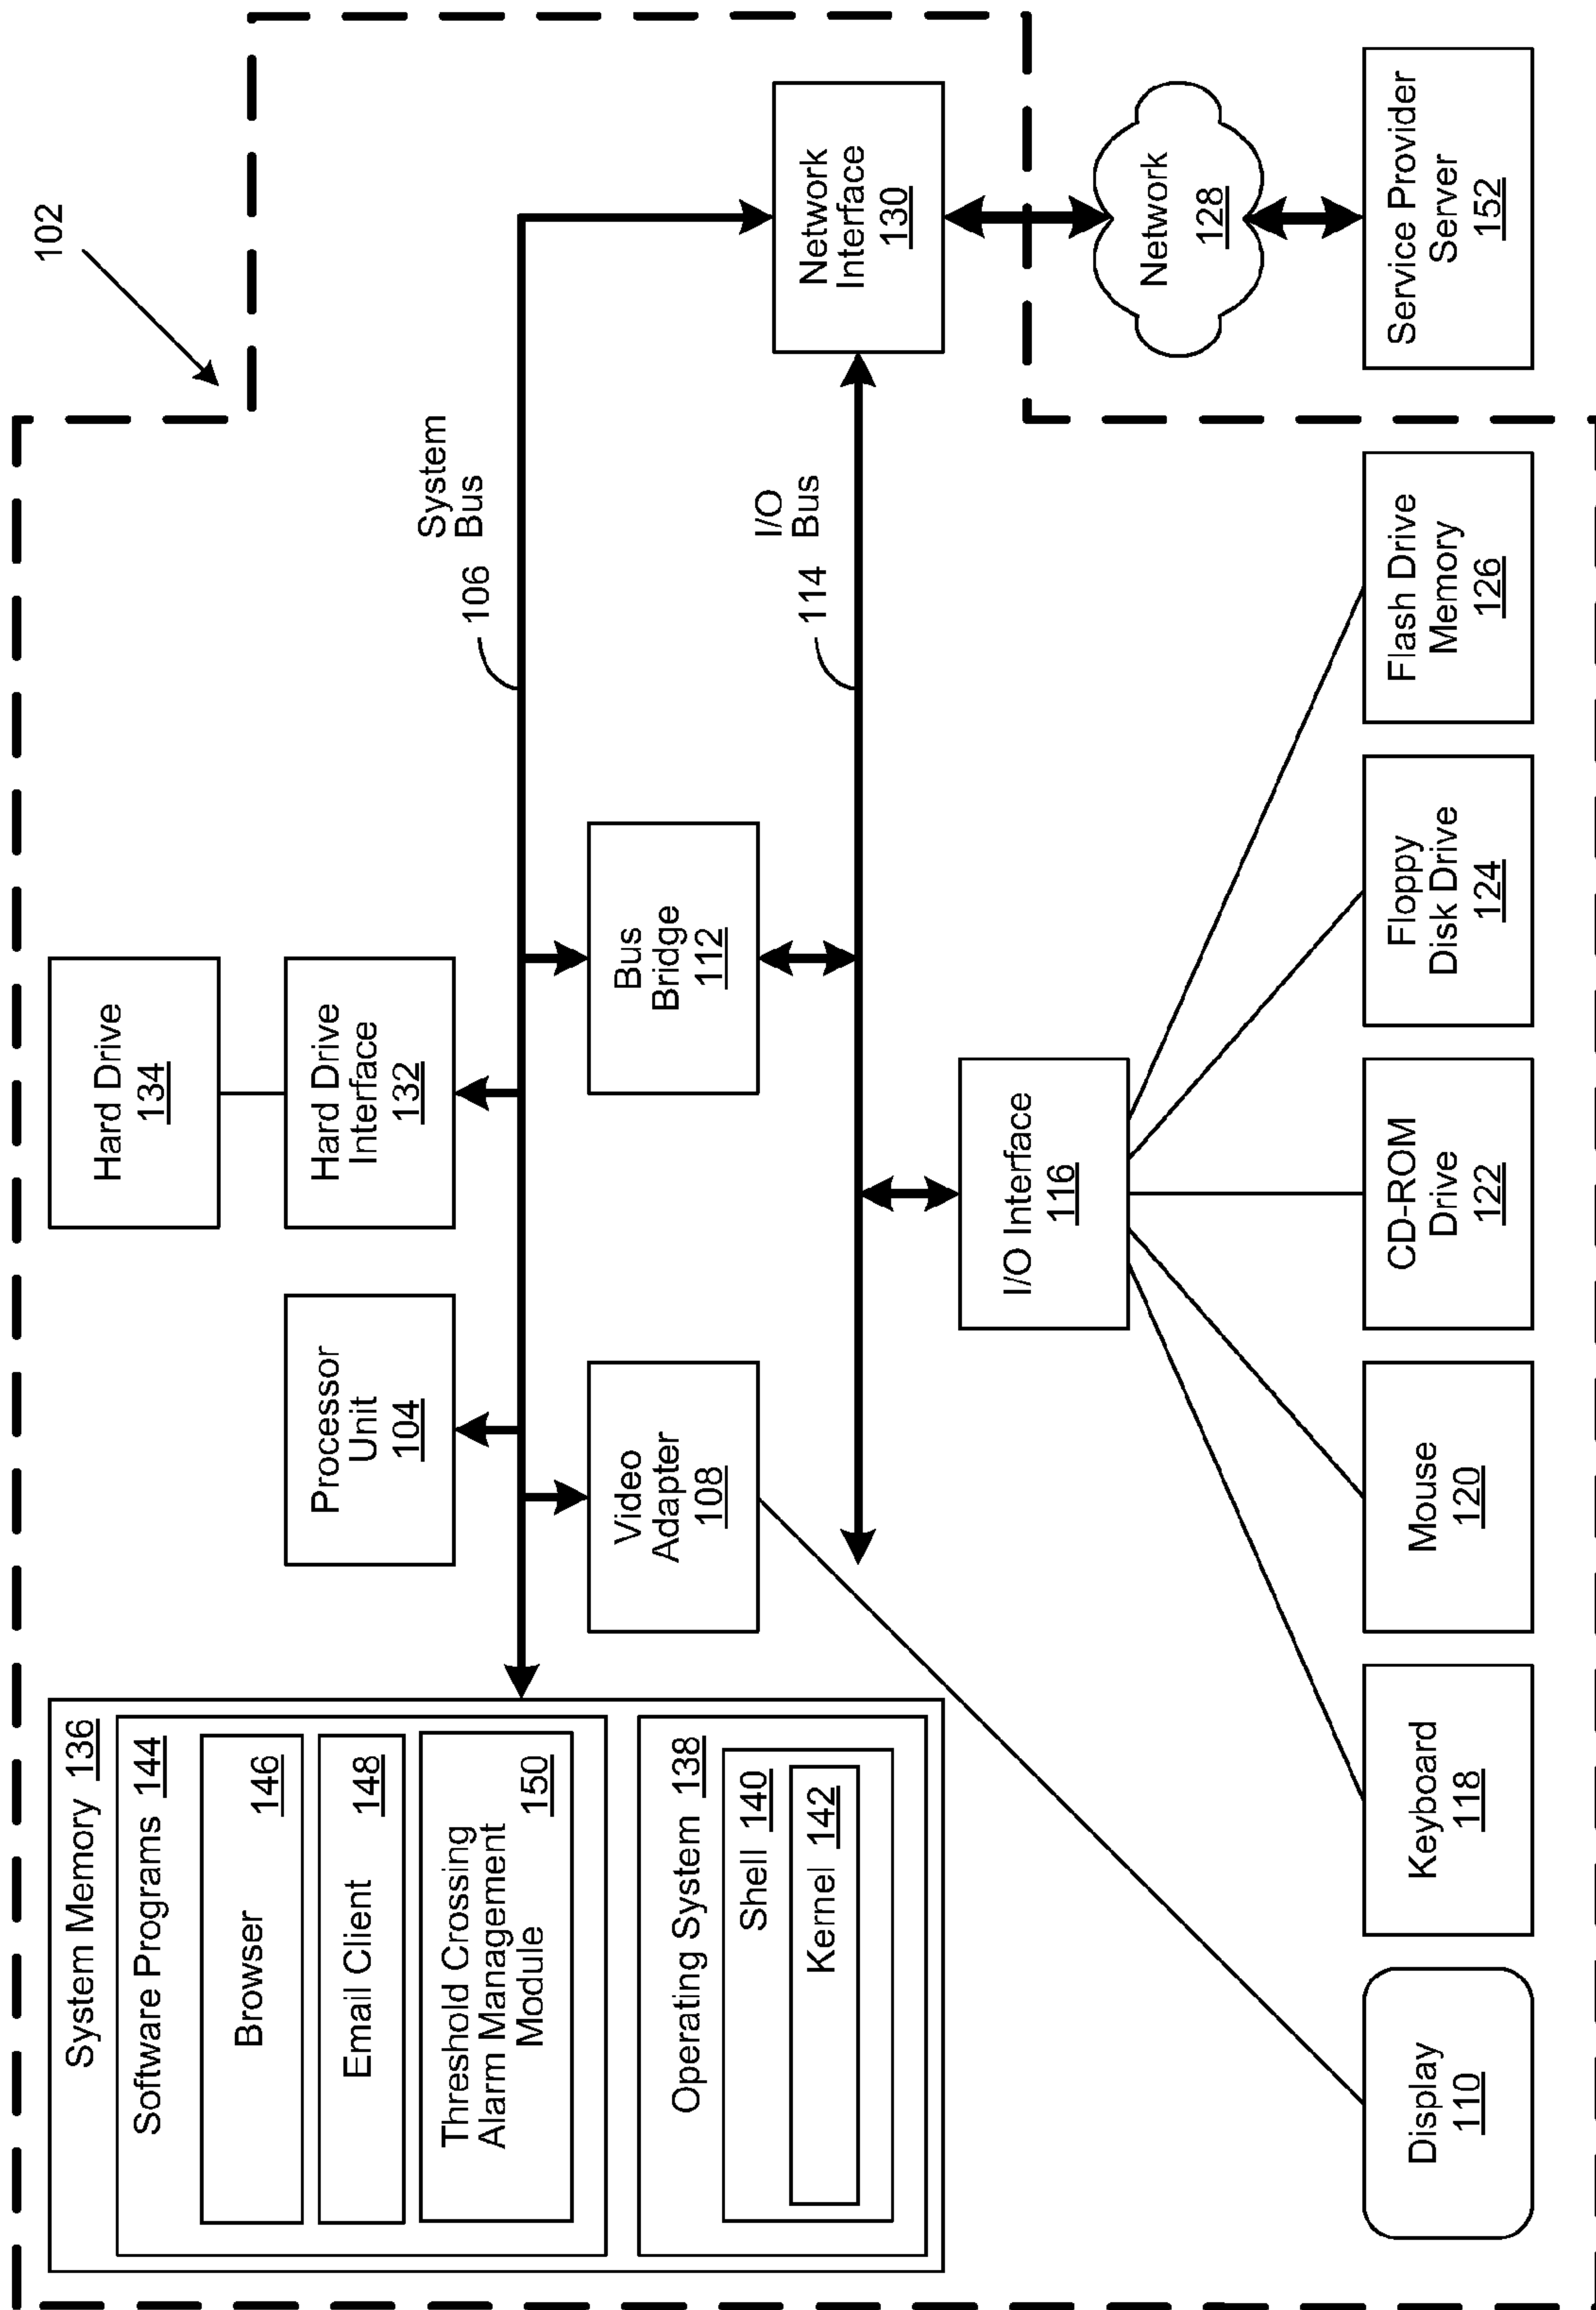 102
System Memory 136
Software Programs 144
Browser
146
Email Client
148
Threshold Crossing
Alarm Management
Module
150
Operating System 138
Shell 140
Kernel 142
Processor
Unit
104
Hard Drive
134
Hard Drive
Interface
132
System
Bus
106
Video
Adapter
108
Bus
Bridge
112
I/O
Bus
114
Network
Interface
130
I/O Interface
116
Network
128
Display
110
Keyboard
118
Mouse
120
CD-ROM
Drive
122
Floppy
Disk Drive
124
Flash Drive
Memory
126
Service Provider
Server
152